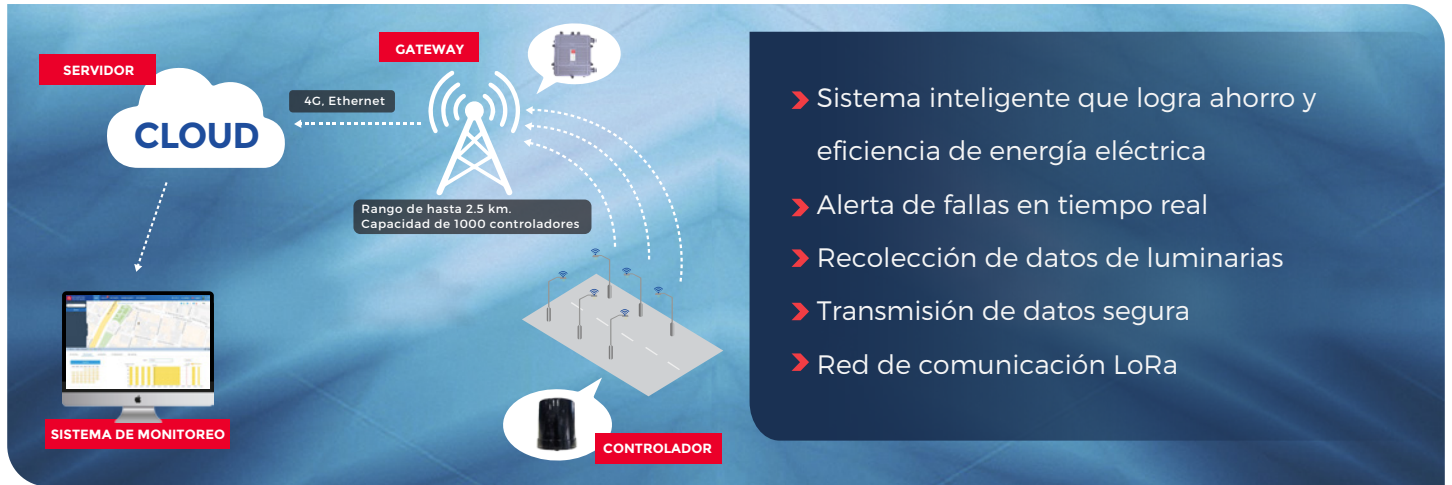 SERVIDOR
GATEWAY
4G, Ethernet
CLOUD
Rango de hasta 2.5 km.
Capacidad de 1000 controladores
SISTEMA DE MONITOREO
CONTROLADOR
Sistema inteligente que logra ahorro y
eficiencia de energía eléctrica
Alerta de fallas en tiempo real
Recolección de datos de luminarias
Transmisión de datos segura
Red de comunicación LoRa